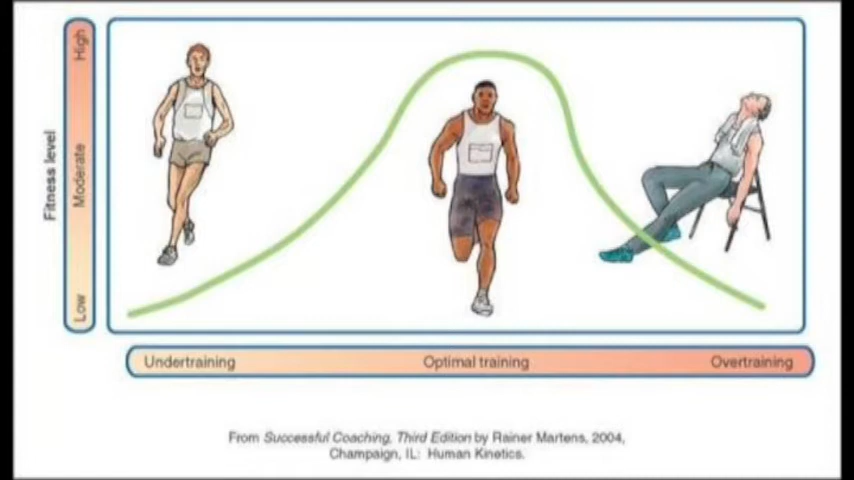 High
Moderate
Low
Fitness level
Undertraining
Optimal training
Overtraining
From Successful Coaching, Third Edition by Rainer Martens, 2004,
Champaign, IL: Human Kinetics.